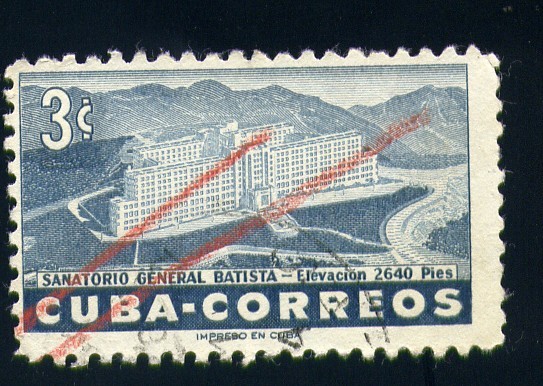 3¢
SANATORIO GENERAL BATISTA — Elevación 2640 Pies
CUBA-CORREOS
IMPRESO EN CUBA